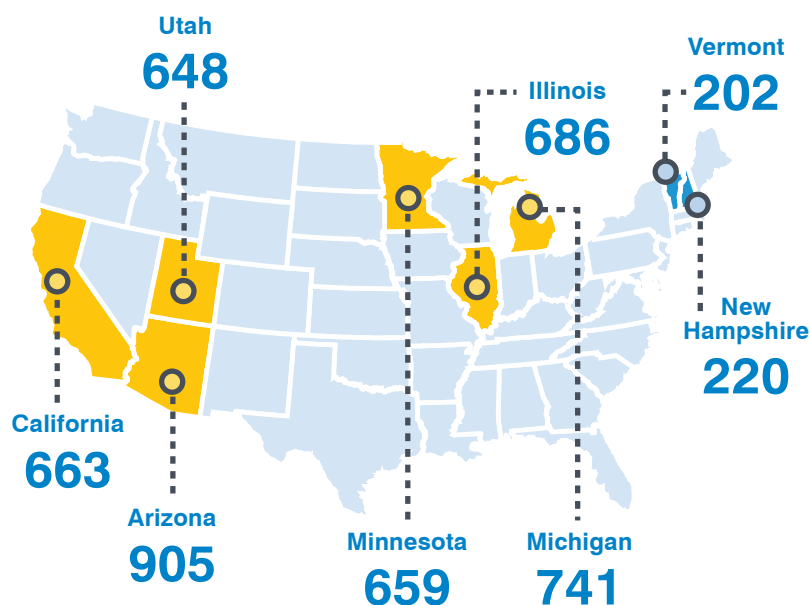 Utah
648
Vermont
202
Illinois
686
New
Hampshire
220
California
663
Arizona
905
Minnesota
659
Michigan
741